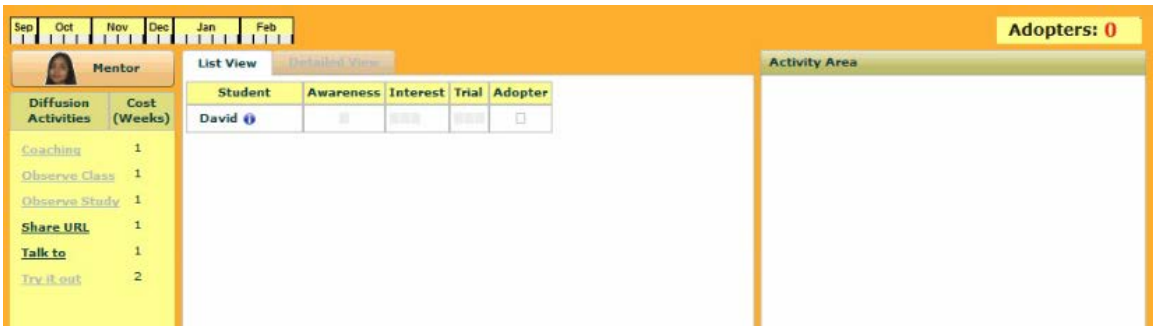 Sep Oct Nov Dec Jan Feb
Adopters: 0
Mentor
List View Detailed View
Activity Area
Diffusion Activities Cost (Weeks)
Student Awareness Interest Trial Adopter
David i
Coaching 1
Observe Class 1
Observe Study 1
Share URL 1
Talk to 1
Try it out 2